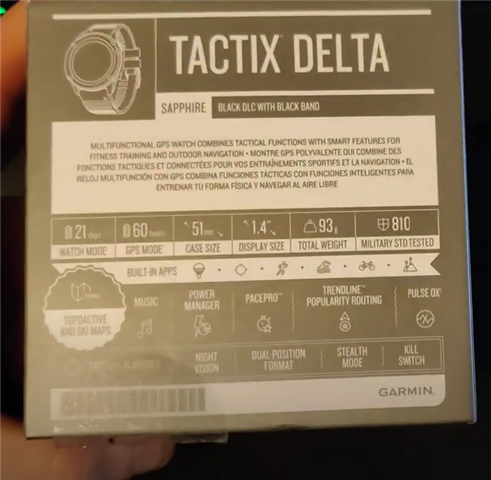 TACTIX® DELTA
SAPPHIRE BLACK DLC WITH BLACK BAND
MULTIFUNCTIONAL GPS WATCH COMBINES TACTICAL FUNCTIONS WITH SMART FEATURES FOR
FITNESS TRAINING AND OUTDOOR NAVIGATION • MONTRE GPS POLYVALENTE QUI COMBINE DES
FONCTIONS TACTIQUES ET CONNECTÉES POUR VOS ENTRAÎNEMENTS SPORTIFS ET LA NAVIGATION • EL
RELOJ MULTIFUNCIÓN CON GPS COMBINA FUNCIONES TÁCTICAS CON FUNCIONES INTELIGENTES PARA
ENTRENAR TU FORMA FÍSICA Y NAVEGAR AL AIRE LIBRE
21 days 60 hours 51 mm 1.4" 93 g 810
WATCH MODE GPS MODE CASE SIZE DISPLAY SIZE TOTAL WEIGHT MILITARY STD TESTED
BUILT-IN APPS
TOPOACTIVE
AND SKI MAPS
MUSIC
POWER
MANAGER
PACEPRO™
TRENDLINE™
POPULARITY ROUTING
PULSE OX
NIGHT
VISION
DUAL POSITION
FORMAT
STEALTH
MODE
KILL
SWITCH
GARMIN